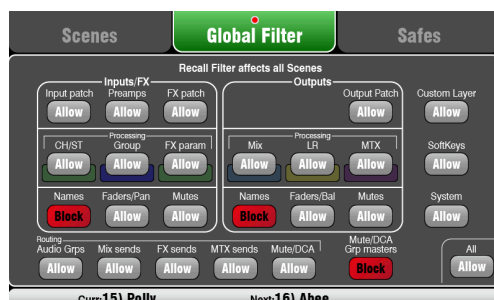 Scenes Global Filter Safes
Recall Filter affects all Scenes
Inputs/FX Outputs
Input patch Preamps FX patch Output Patch Custom Layer
Allow Allow Allow Allow Allow
Processing Processing
CH/ST Group FX param Mix LR MTX SoftKeys
Allow Allow Allow Allow Allow Allow Allow
Names Faders/Pan Mutes Names Faders/Bal Mutes System
Block Allow Allow Block Allow Allow Allow
Routing
Audio Grps Mix sends FX sends MTX sends Mute/DCA Mute/DCA Grp masters All
Allow Allow Allow Allow Allow Block Allow
Curr:15) Polly Next:16) Abee